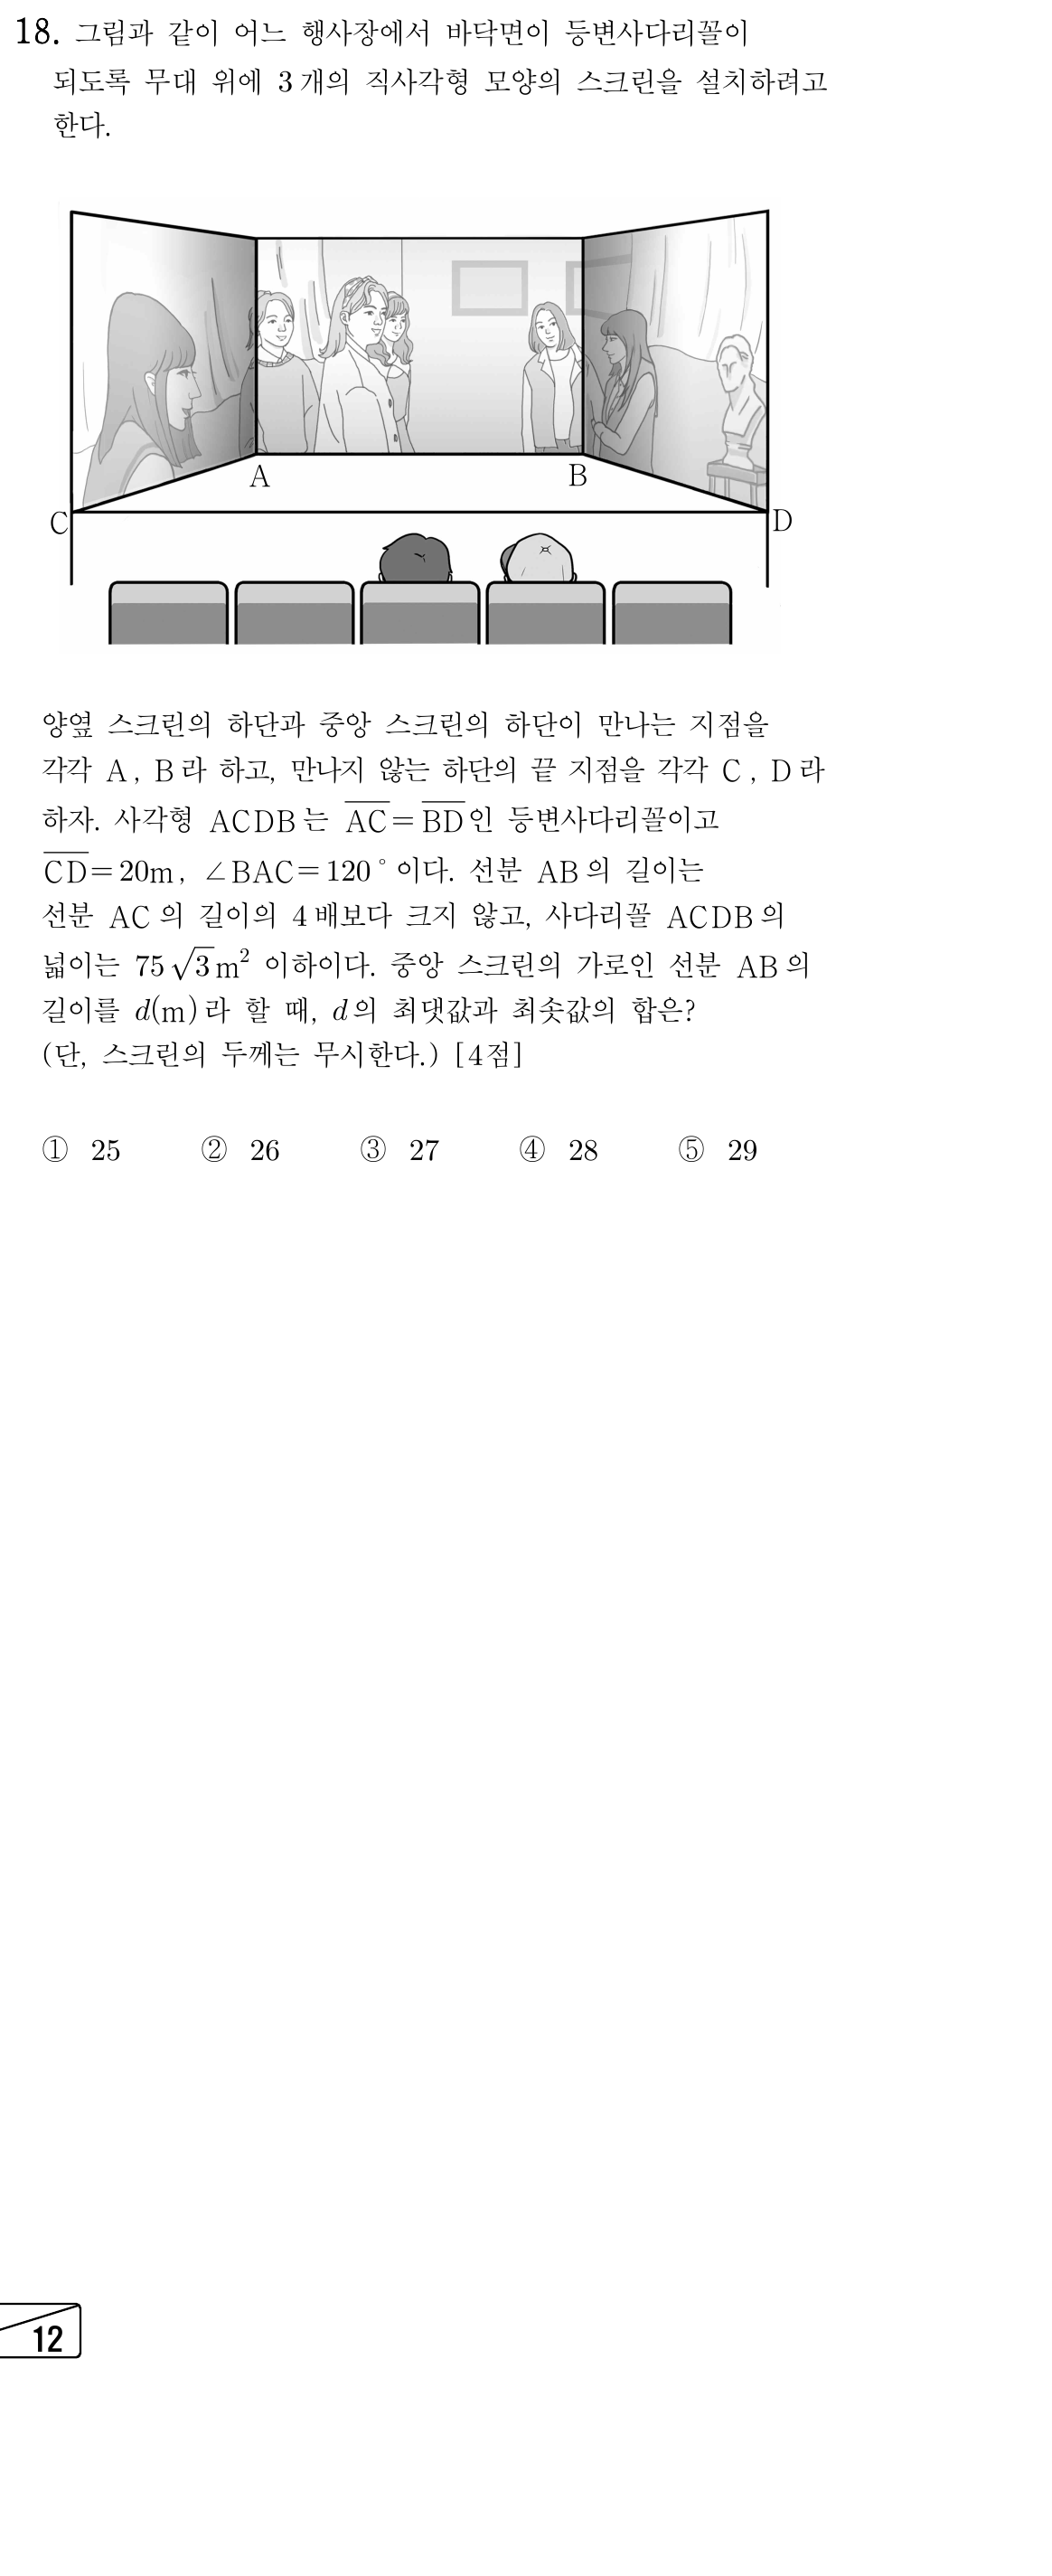 18. 그림과 같이 어느 행사장에서 바닥면이 등변사다리꼴이
되도록 무대 위에 3개의 직사각형 모양의 스크린을 설치하려고
한다.
A
B
C
D
양옆 스크린의 하단과 중앙 스크린의 하단이 만나는 지점을
각각 A, B라 하고, 만나지 않는 하단의 끝 지점을 각각 C, D라
하자. 사각형 ACDB는 \overline{AC}=\overline{BD}인 등변사다리꼴이고
\overline{CD}=20m, ∠BAC=120°이다. 선분 AB의 길이는
선분 AC의 길이의 4배보다 크지 않고, 사다리꼴 ACDB의
넓이는 75√3m² 이하이다. 중앙 스크린의 가로인 선분 AB의
길이를 d(m)라 할 때, d의 최댓값과 최솟값의 합은?
(단, 스크린의 두께는 무시한다.) [4점]
① 25 ② 26 ③ 27 ④ 28 ⑤ 29
12